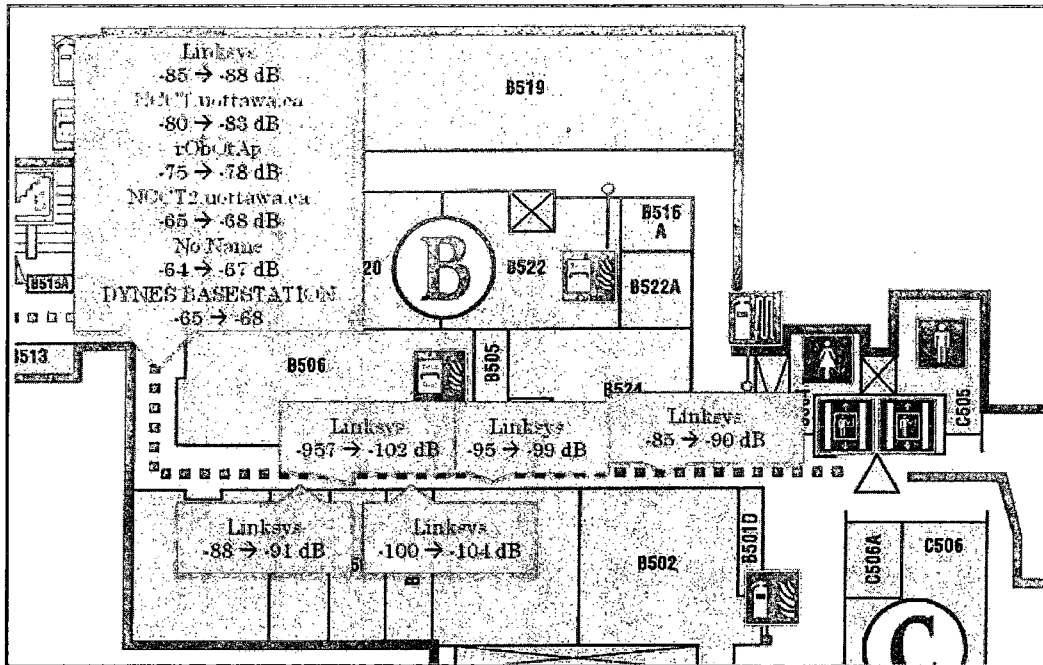 Linksys
-85 → -88 dB
NCCT.uottawa.ca
-80 → -83 dB
rObOtAp
-75 → -78 dB
NCCT2.uottawa.ca
-65 → -68 dB
No Name
-64 → -67 dB
DYNES BASESTATION
-65 → -68
B519
B516
A
20
B
B522
B522A
B515A
B513
B506
B505
B524
C505
Linksys
-957 → -102 dB
Linksys
-95 → -99 dB
Linksys
-85 → -90 dB
Linksys
-88 → -91 dB
Linksys
-100 → -104 dB
B502
B501D
C506A
C506
C